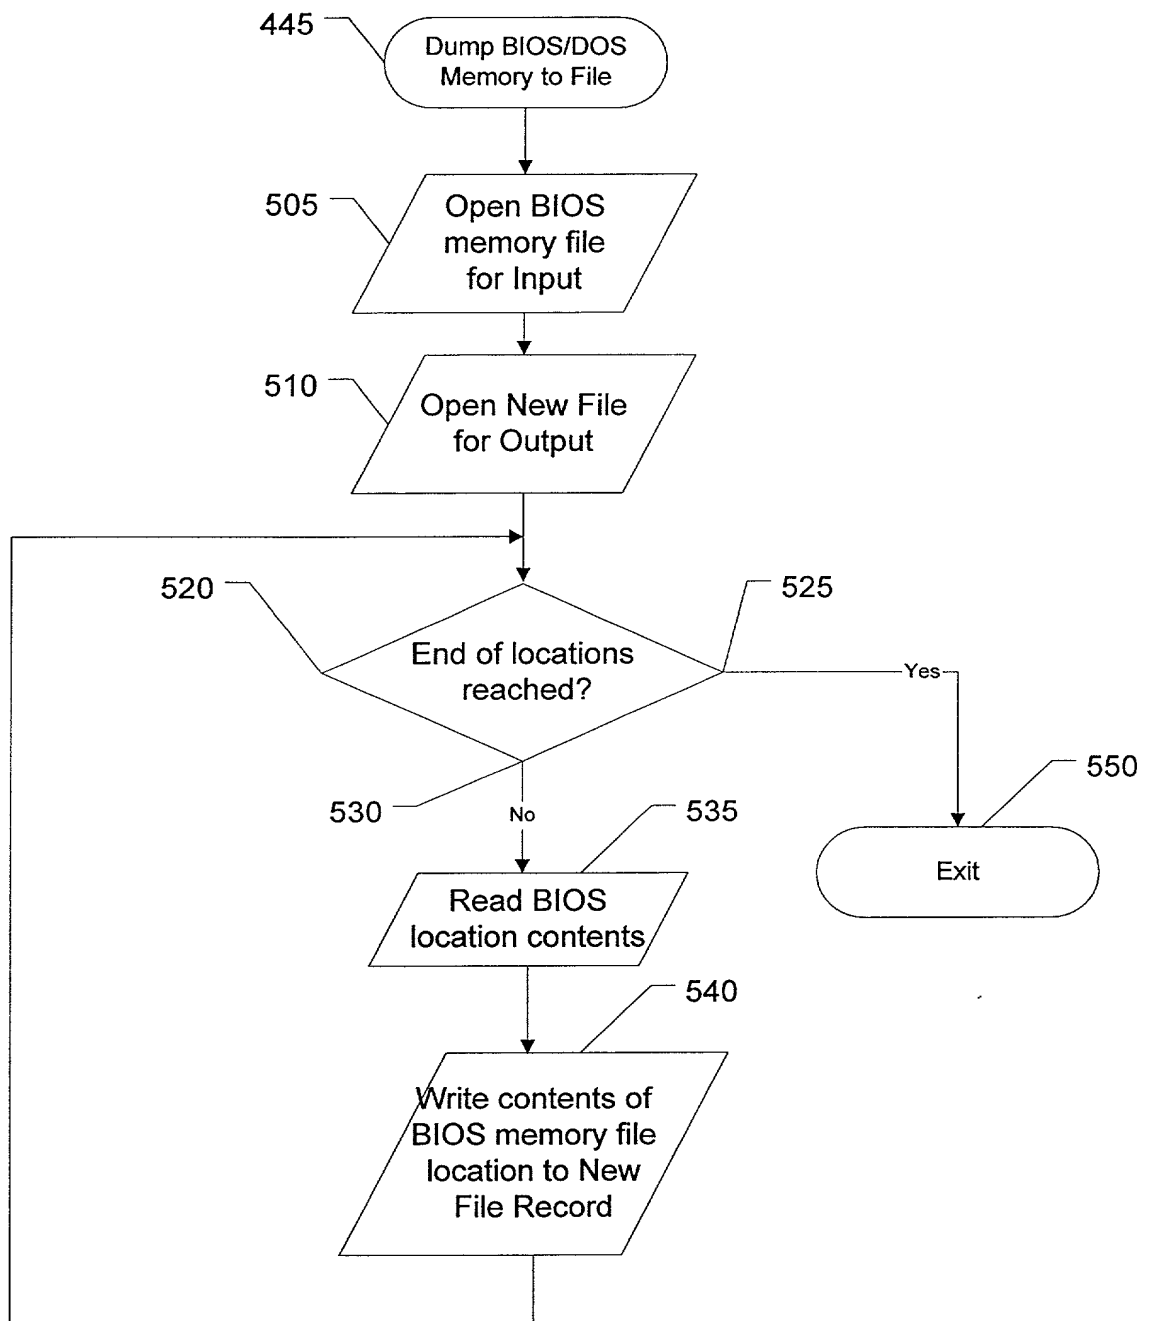 445
Dump BIOS/DOS
Memory to File
505
Open BIOS
memory file
for Input
510
Open New File
for Output
520
525
End of locations
reached?
Yes
530
No
535
550
Exit
Read BIOS
location contents
540
Write contents of
BIOS memory file
location to New
File Record